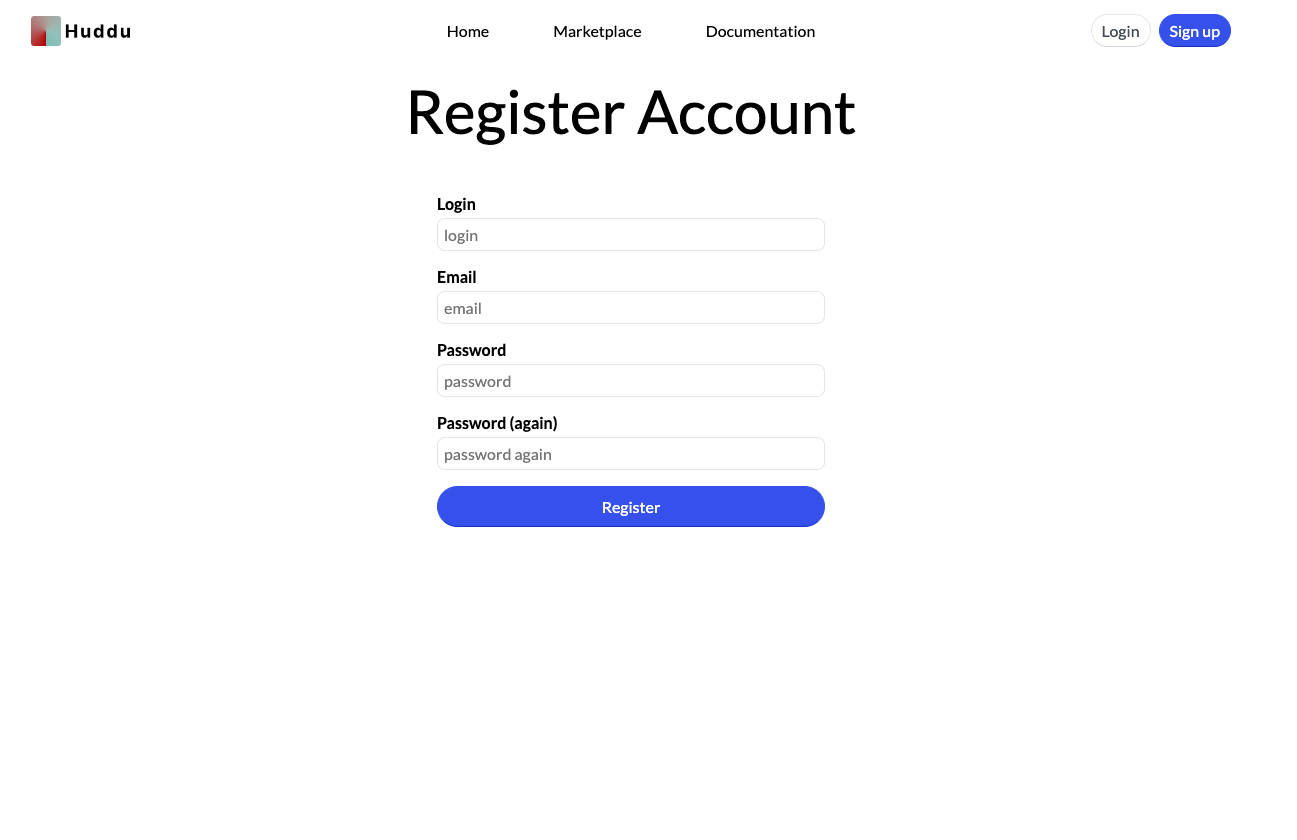 Huddu
Home Marketplace Documentation
Login Sign up
Register Account
Login
login
Email
email
Password
password
Password (again)
password again
Register